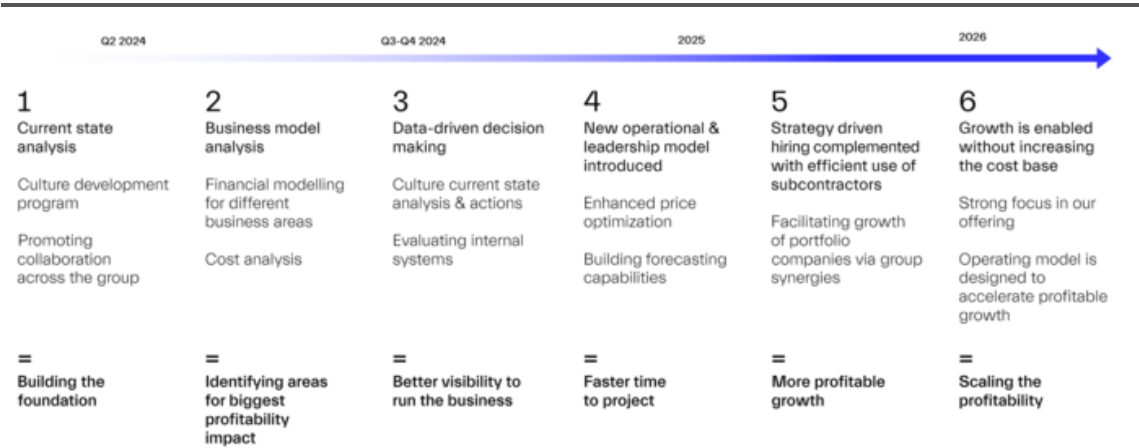 Q2 2024
Q3-Q4 2024
2025
2026
1
Current state
analysis
Culture development
program
Promoting
collaboration
across the group
=
Building the
foundation
2
Business model
analysis
Financial modelling
for different
business areas
Cost analysis
=
Identifying areas
for biggest
profitability
impact
3
Data-driven decision
making
Culture current state
analysis & actions
Evaluating internal
systems
=
Better visibility to
run the business
4
New operational &
leadership model
introduced
Enhanced price
optimization
Building forecasting
capabilities
=
Faster time
to project
5
Strategy driven
hiring complemented
with efficient use of
subcontractors
Facilitating growth
of portfolio
companies via group
synergies
=
More profitable
growth
6
Growth is enabled
without increasing
the cost base
Strong focus in our
offering
Operating model is
designed to
accelerate profitable
growth
=
Scaling the
profitability